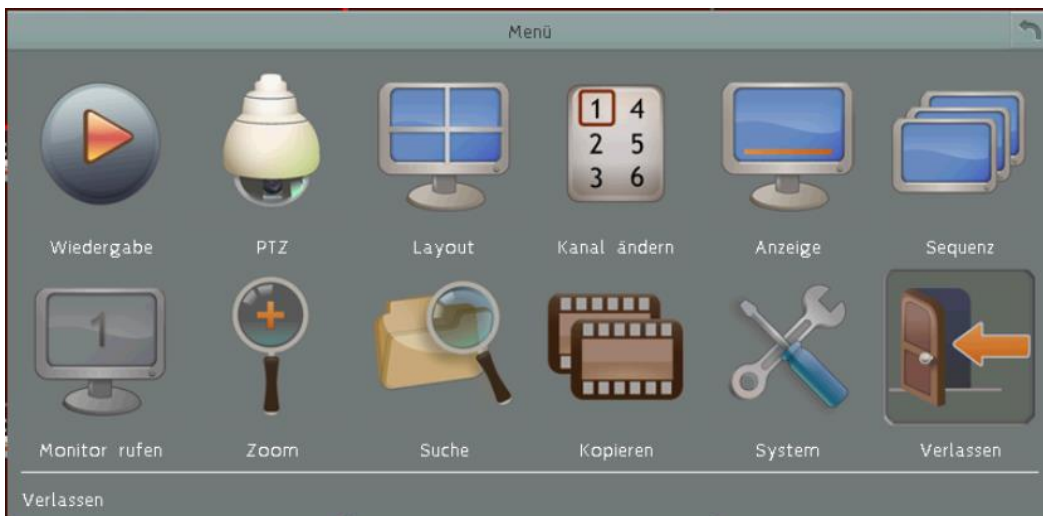 Menü
1 4
2 5
3 6
Wiedergabe PTZ Layout Kanal ändern Anzeige Sequenz
1
Monitor rufen Zoom Suche Kopieren System Verlassen
Verlassen